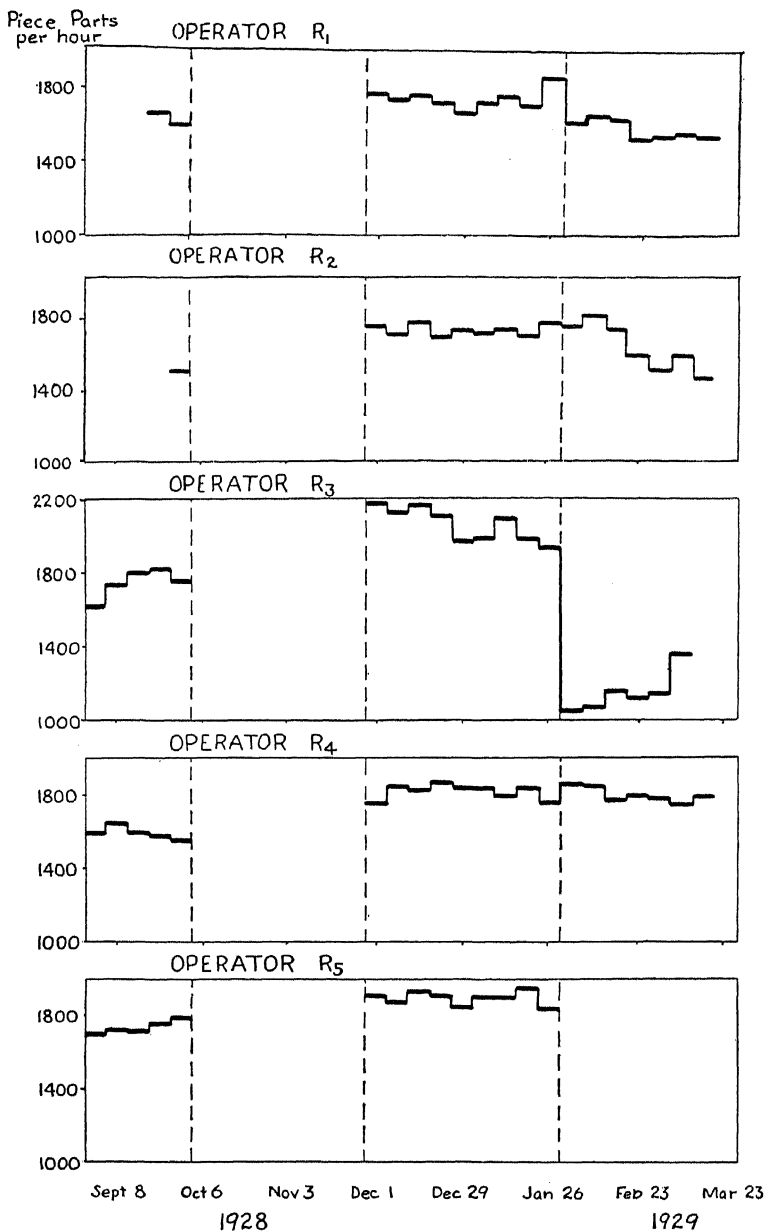 Piece Parts
per hour
OPERATOR R1
1800
1400
1000
OPERATOR R2
1800
1400
1000
OPERATOR R3
2200
1800
1400
1000
OPERATOR R4
1800
1400
1000
OPERATOR R5
1800
1400
1000
Sept 8 Oct 6 Nov 3 Dec 1 Dec 29 Jan 26 Feb 23 Mar 23
1928 1929